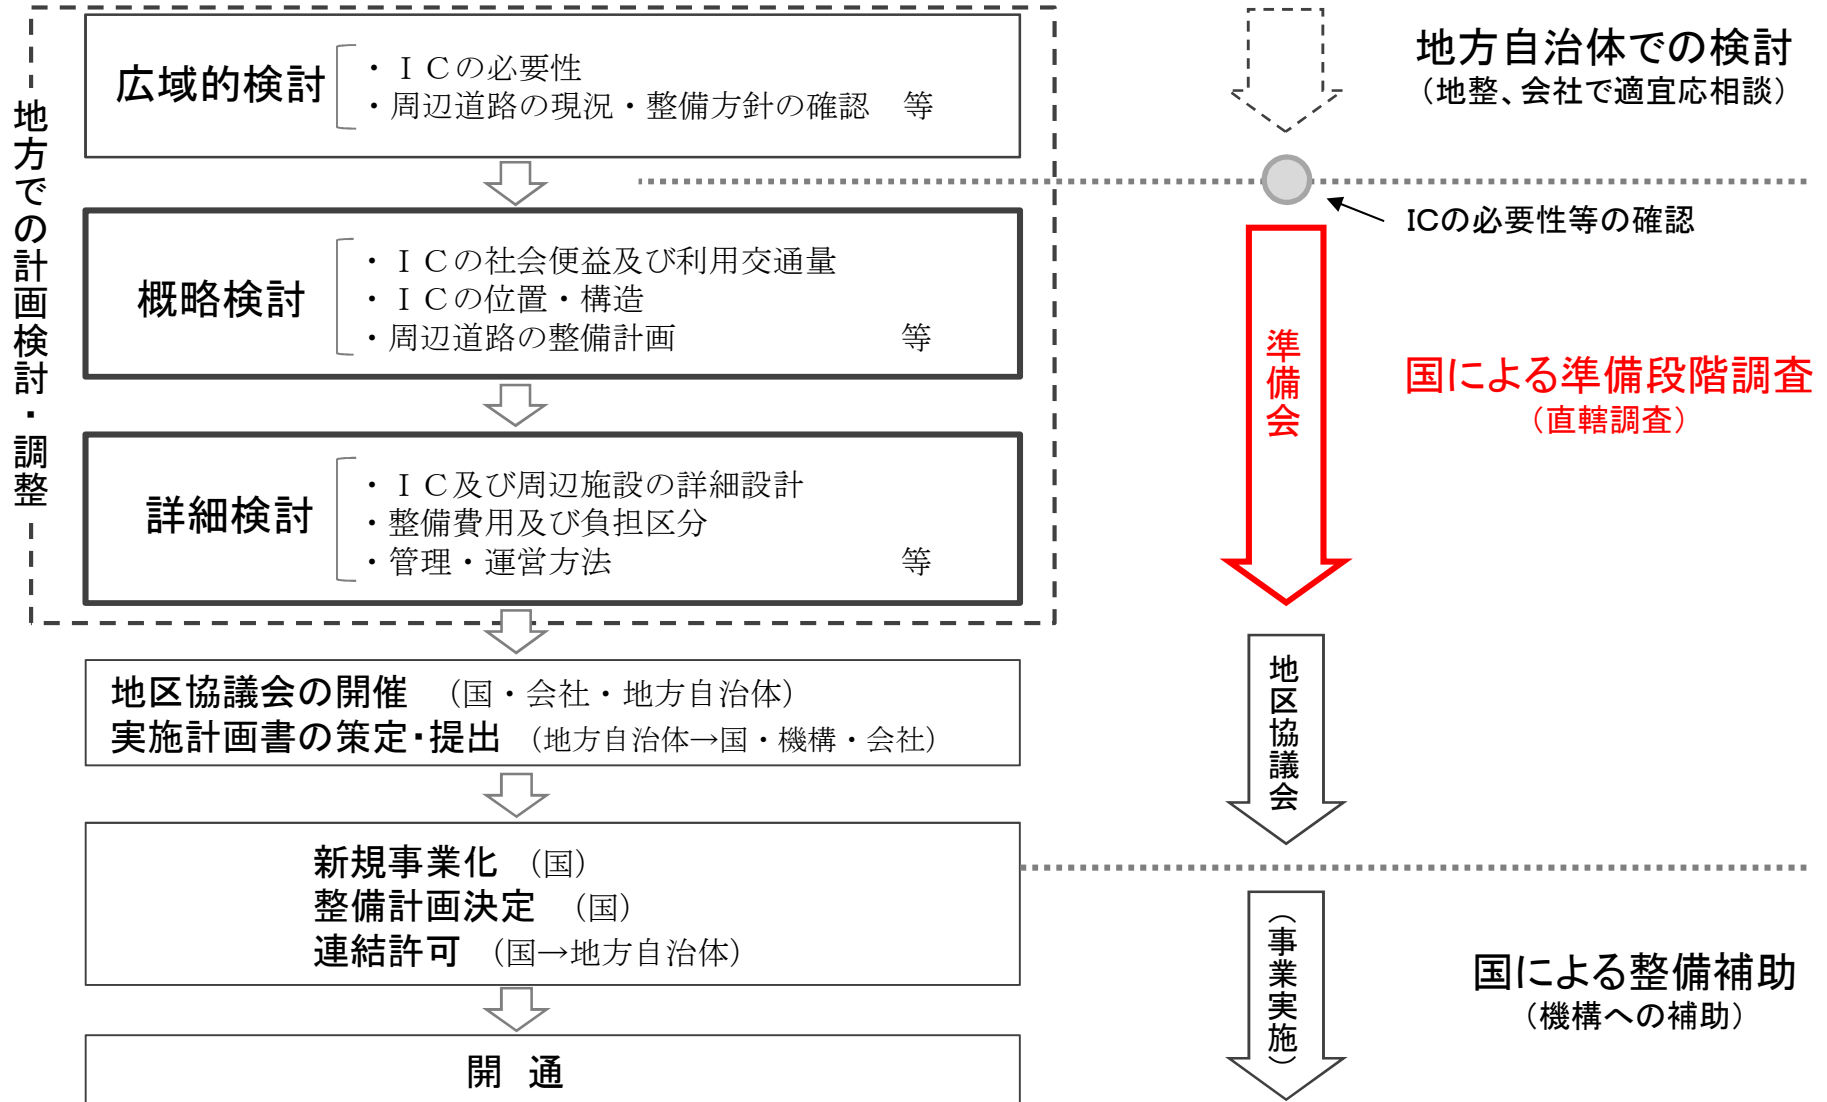 地方での計画検討・調整
広域的検討
・ＩＣの必要性
・周辺道路の現況・整備方針の確認　等
概略検討
・ＩＣの社会便益及び利用交通量
・ＩＣの位置・構造
・周辺道路の整備計画　等
詳細検討
・ＩＣ及び周辺施設の詳細設計
・整備費用及び負担区分
・管理・運営方法　等
地区協議会の開催　（国・会社・地方自治体）
実施計画書の策定・提出　（地方自治体→国・機構・会社）
新規事業化　（国）
整備計画決定　（国）
連結許可　（国→地方自治体）
開　通
地方自治体での検討
（地整、会社で適宜応相談）
ICの必要性等の確認
準備会
国による準備段階調査
（直轄調査）
地区協議会
（事業実施）
国による整備補助
（機構への補助）